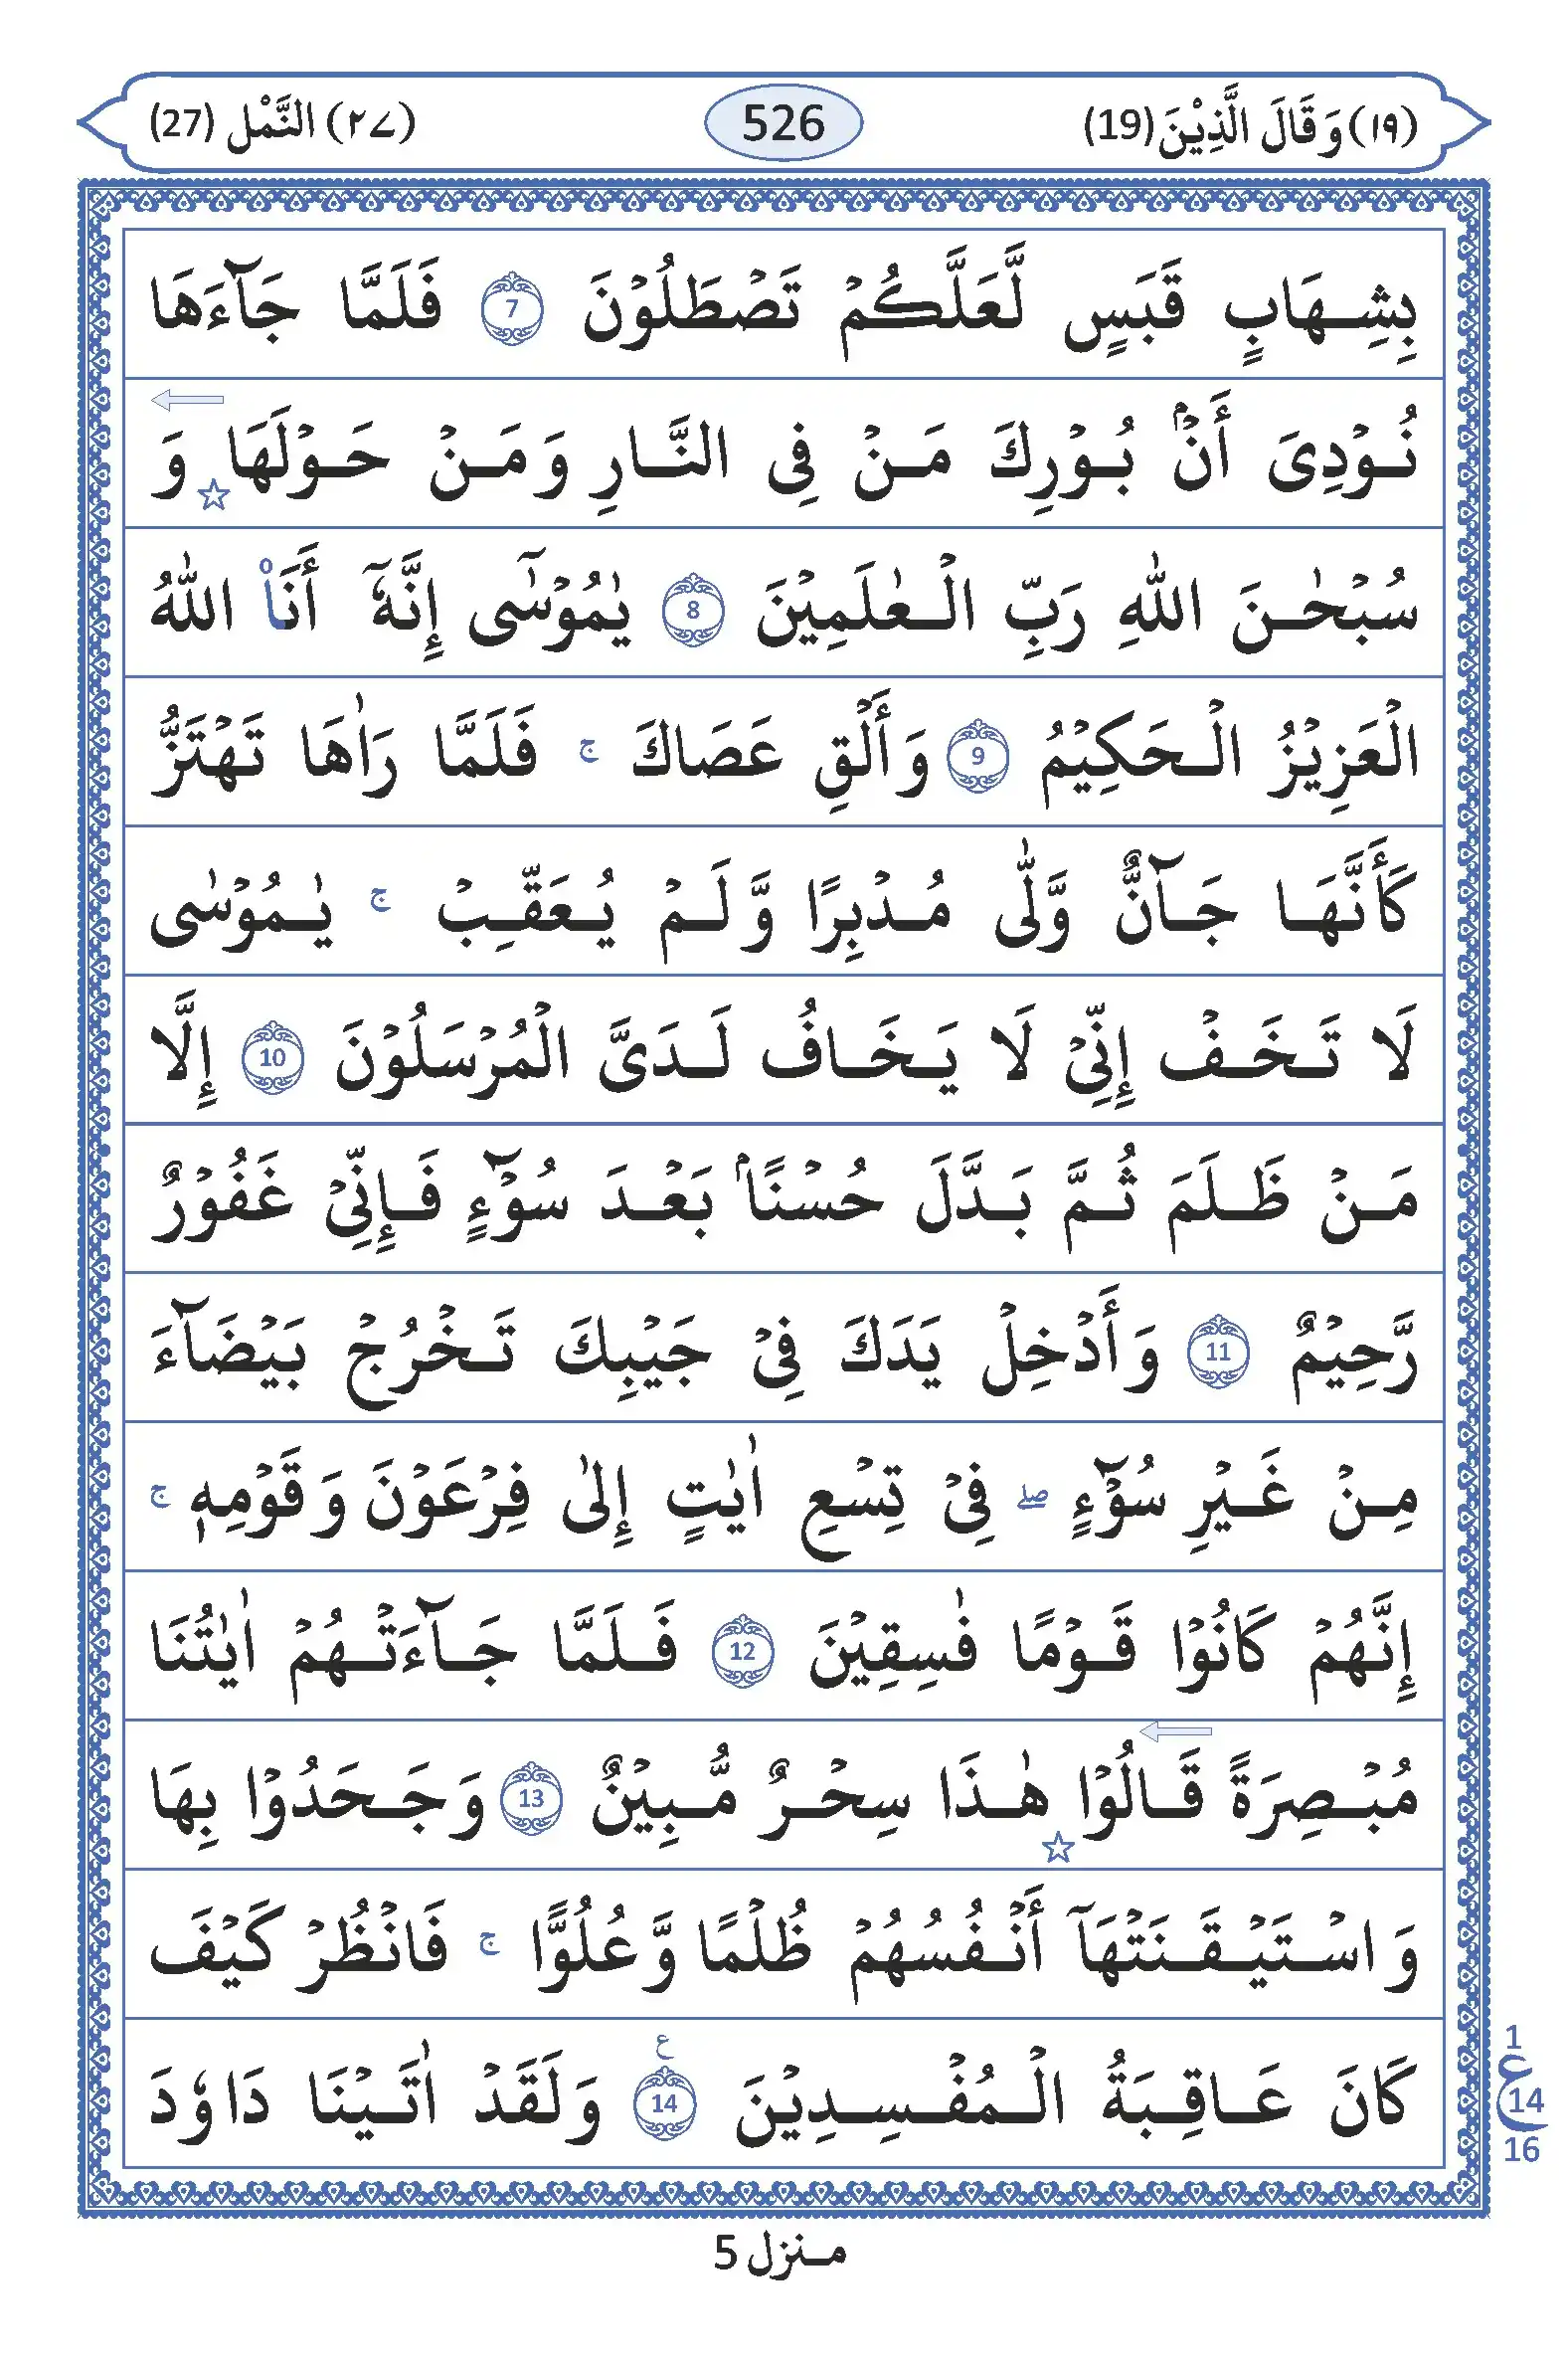 (١٩) وَقَالَ الَّذِيْنَ (19) 526 (٢٧) النَّمْل (27)
بِشِهَابٍ قَبَسٍ لَّعَلَّكُمْ تَصْطَلُوْنَ 7 فَلَمَّا جَآءَهَا
نُوْدِىَ أَنْۢ بُوْرِكَ مَنْ فِى النَّارِ وَمَنْ حَوْلَهَا ☆ وَ
سُبْحٰنَ اللّٰهِ رَبِّ الْعٰلَمِيْنَ 8 يٰمُوْسٰٓى إِنَّهٗٓ أَنَا۠ اللّٰهُ
الْعَزِيْزُ الْحَكِيْمُ 9 وَأَلْقِ عَصَاكَ ج فَلَمَّا رَاٰهَا تَهْتَزُّ
كَأَنَّهَا جَآنٌّ وَّلّٰى مُدْبِرًا وَّلَمْ يُعَقِّبْ ج يٰمُوْسٰى
لَا تَخَفْ إِنِّىْ لَا يَخَافُ لَدَىَّ الْمُرْسَلُوْنَ 10 إِلَّا
مَنْ ظَلَمَ ثُمَّ بَدَّلَ حُسْنًاۢ بَعْدَ سُوْٓءٍ فَإِنِّىْ غَفُوْرٌ
رَّحِيْمٌ 11 وَأَدْخِلْ يَدَكَ فِىْ جَيْبِكَ تَخْرُجْ بَيْضَآءَ
مِنْ غَيْرِ سُوْٓءٍ صلے فِىْ تِسْعِ اٰيٰتٍ إِلٰى فِرْعَوْنَ وَقَوْمِهٖ ج
إِنَّهُمْ كَانُوْا قَوْمًا فٰسِقِيْنَ 12 فَلَمَّا جَآءَتْهُمْ اٰيٰتُنَا
مُبْصِرَةً قَالُوْا ☆ هٰذَا سِحْرٌ مُّبِيْنٌ 13 وَجَحَدُوْا بِهَا
وَاسْتَيْقَنَتْهَآ أَنْفُسُهُمْ ظُلْمًا وَّعُلُوًّا ج فَانْظُرْ كَيْفَ
كَانَ عَاقِبَةُ الْمُفْسِدِيْنَ 14 ع وَلَقَدْ اٰتَيْنَا دَاوٗدَ
1
ع 14
16
منزل 5